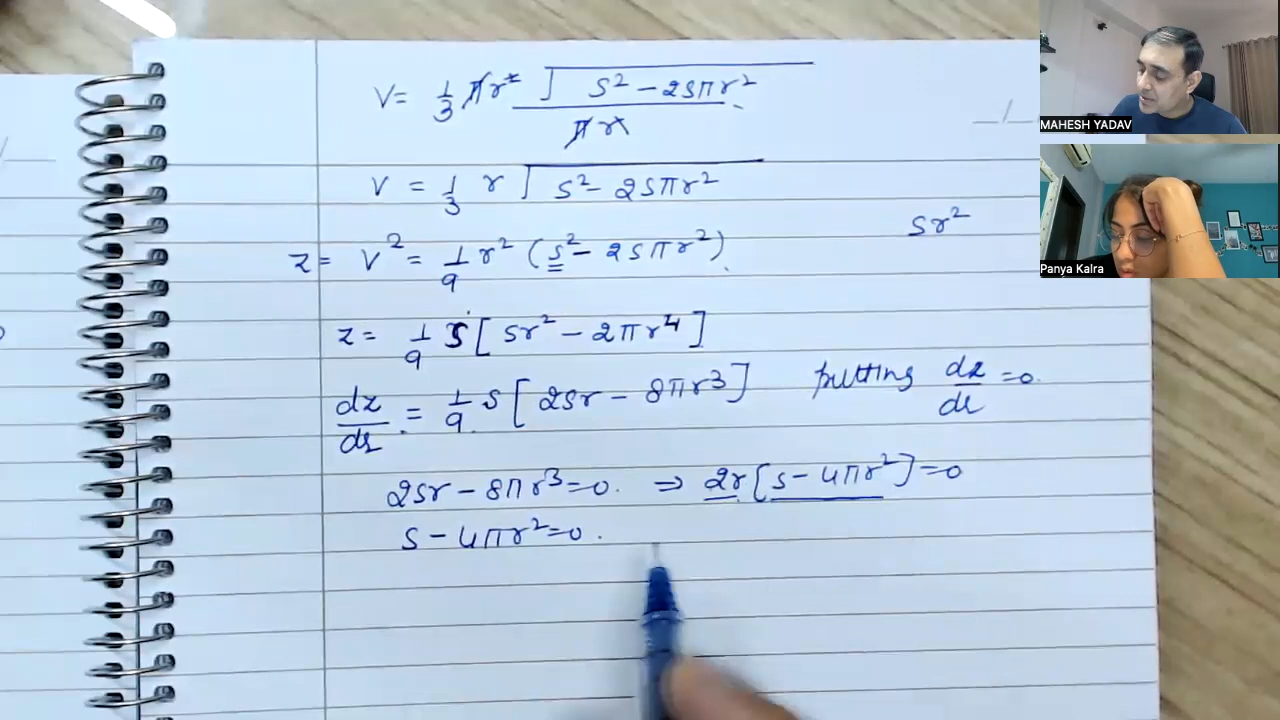 V = 1/3 πr² √(S² − 2Sπr²) / πr
V = 1/3 r √(S² − 2Sπr²)
Z = V² = 1/9 r² (S² − 2Sπr²)
Sr²
Z = 1/9 S [Sr² − 2πr⁴]
dz/dr = 1/9 S [2Sr − 8πr³] putting dz/dr = 0.
2Sr − 8πr³ = 0. ⇒ 2r [S − 4πr²] = 0
S − 4πr² = 0.
MAHESH YADAV
Panya Kalra